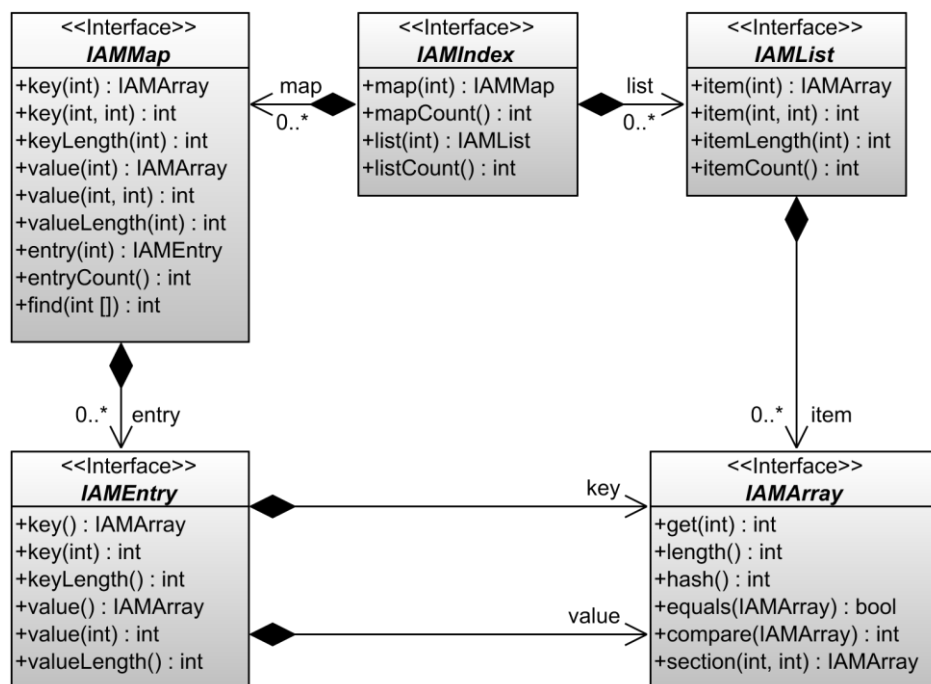 <<Interface>>
IAMMap
+key(int) : IAMArray
+key(int, int) : int
+keyLength(int) : int
+value(int) : IAMArray
+value(int, int) : int
+valueLength(int) : int
+entry(int) : IAMEntry
+entryCount() : int
+find(int []) : int
map
0..*
<<Interface>>
IAMIndex
+map(int) : IAMMap
+mapCount() : int
+list(int) : IAMList
+listCount() : int
list
0..*
<<Interface>>
IAMList
+item(int) : IAMArray
+item(int, int) : int
+itemLength(int) : int
+itemCount() : int
0..*
entry
0..*
item
<<Interface>>
IAMEntry
+key() : IAMArray
+key(int) : int
+keyLength() : int
+value() : IAMArray
+value(int) : int
+valueLength() : int
key
value
<<Interface>>
IAMArray
+get(int) : int
+length() : int
+hash() : int
+equals(IAMArray) : bool
+compare(IAMArray) : int
+section(int, int) : IAMArray